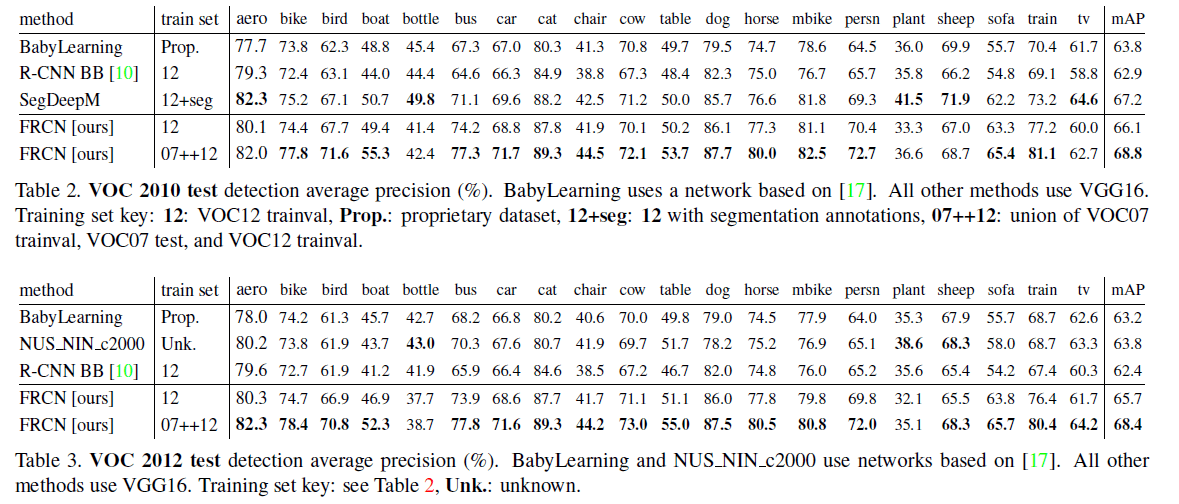 method train set aero bike bird boat bottle bus car cat chair cow table dog horse mbike persn plant sheep sofa train tv mAP
BabyLearning Prop. 77.7 73.8 62.3 48.8 45.4 67.3 67.0 80.3 41.3 70.8 49.7 79.5 74.7 78.6 64.5 36.0 69.9 55.7 70.4 61.7 63.8
R-CNN BB [10] 12 79.3 72.4 63.1 44.0 44.4 64.6 66.3 84.9 38.8 67.3 48.4 82.3 75.0 76.7 65.7 35.8 66.2 54.8 69.1 58.8 62.9
SegDeepM 12+seg 82.3 75.2 67.1 50.7 49.8 71.1 69.6 88.2 42.5 71.2 50.0 85.7 76.6 81.8 69.3 41.5 71.9 62.2 73.2 64.6 67.2
FRCN [ours] 12 80.1 74.4 67.7 49.4 41.4 74.2 68.8 87.8 41.9 70.1 50.2 86.1 77.3 81.1 70.4 33.3 67.0 63.3 77.2 60.0 66.1
FRCN [ours] 07++12 82.0 77.8 71.6 55.3 42.4 77.3 71.7 89.3 44.5 72.1 53.7 87.7 80.0 82.5 72.7 36.6 68.7 65.4 81.1 62.7 68.8
Table 2. VOC 2010 test detection average precision (%). BabyLearning uses a network based on [17]. All other methods use VGG16.
Training set key: 12: VOC12 trainval, Prop.: proprietary dataset, 12+seg: 12 with segmentation annotations, 07++12: union of VOC07
trainval, VOC07 test, and VOC12 trainval.
method train set aero bike bird boat bottle bus car cat chair cow table dog horse mbike persn plant sheep sofa train tv mAP
BabyLearning Prop. 78.0 74.2 61.3 45.7 42.7 68.2 66.8 80.2 40.6 70.0 49.8 79.0 74.5 77.9 64.0 35.3 67.9 55.7 68.7 62.6 63.2
NUS_NIN_c2000 Unk. 80.2 73.8 61.9 43.7 43.0 70.3 67.6 80.7 41.9 69.7 51.7 78.2 75.2 76.9 65.1 38.6 68.3 58.0 68.7 63.3 63.8
R-CNN BB [10] 12 79.6 72.7 61.9 41.2 41.9 65.9 66.4 84.6 38.5 67.2 46.7 82.0 74.8 76.0 65.2 35.6 65.4 54.2 67.4 60.3 62.4
FRCN [ours] 12 80.3 74.7 66.9 46.9 37.7 73.9 68.6 87.7 41.7 71.1 51.1 86.0 77.8 79.8 69.8 32.1 65.5 63.8 76.4 61.7 65.7
FRCN [ours] 07++12 82.3 78.4 70.8 52.3 38.7 77.8 71.6 89.3 44.2 73.0 55.0 87.5 80.5 80.8 72.0 35.1 68.3 65.7 80.4 64.2 68.4
Table 3. VOC 2012 test detection average precision (%). BabyLearning and NUS_NIN_c2000 use networks based on [17]. All other
methods use VGG16. Training set key: see Table 2, Unk.: unknown.